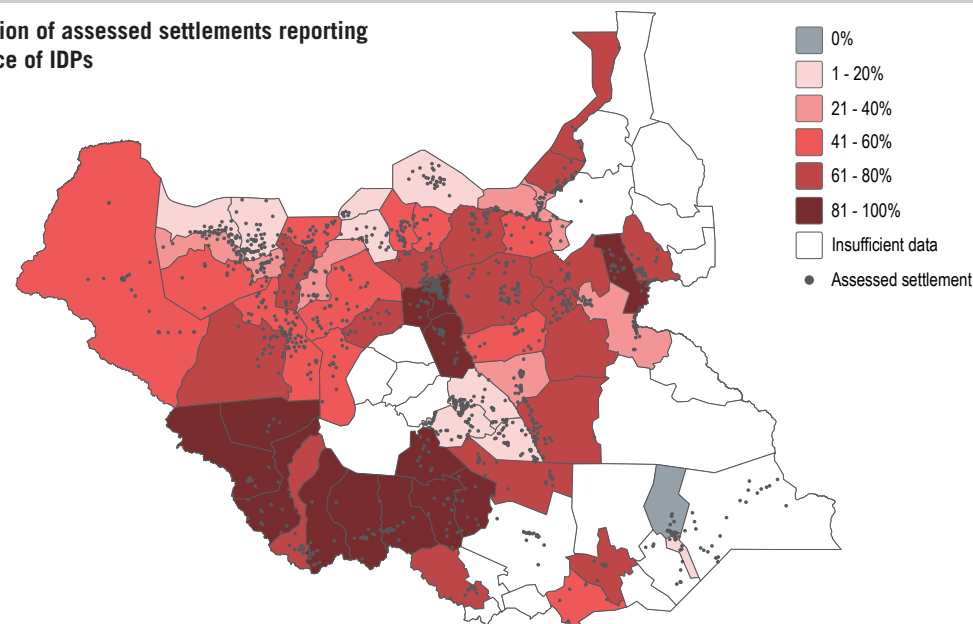 ion of assessed settlements reporting
ce of IDPs
0%
1 - 20%
21 - 40%
41 - 60%
61 - 80%
81 - 100%
Insufficient data
Assessed settlement